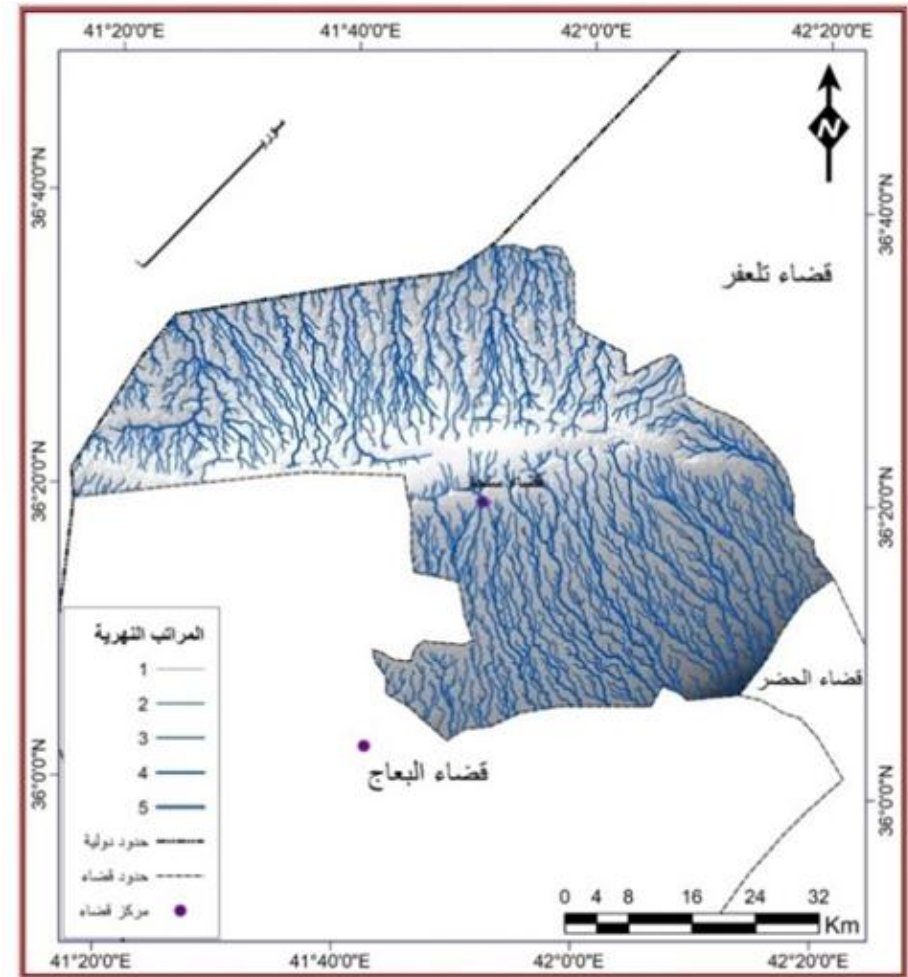 41°20'0"E 41°40'0"E 42°0'0"E 42°20'0"E
36°40'0"N
36°20'0"N
36°0'0"N
N
36°40'0"N
36°20'0"N
36°0'0"N
سوريا
قضاء تلعفر
قضاء سنجار
قضاء الحضر
قضاء البعاج
المراتب النهرية
1
2
3
4
5
حدود دولية
حدود قضاء
مركز قضاء
0 4 8 16 24 32
Km
41°20'0"E 41°40'0"E 42°0'0"E 42°20'0"E